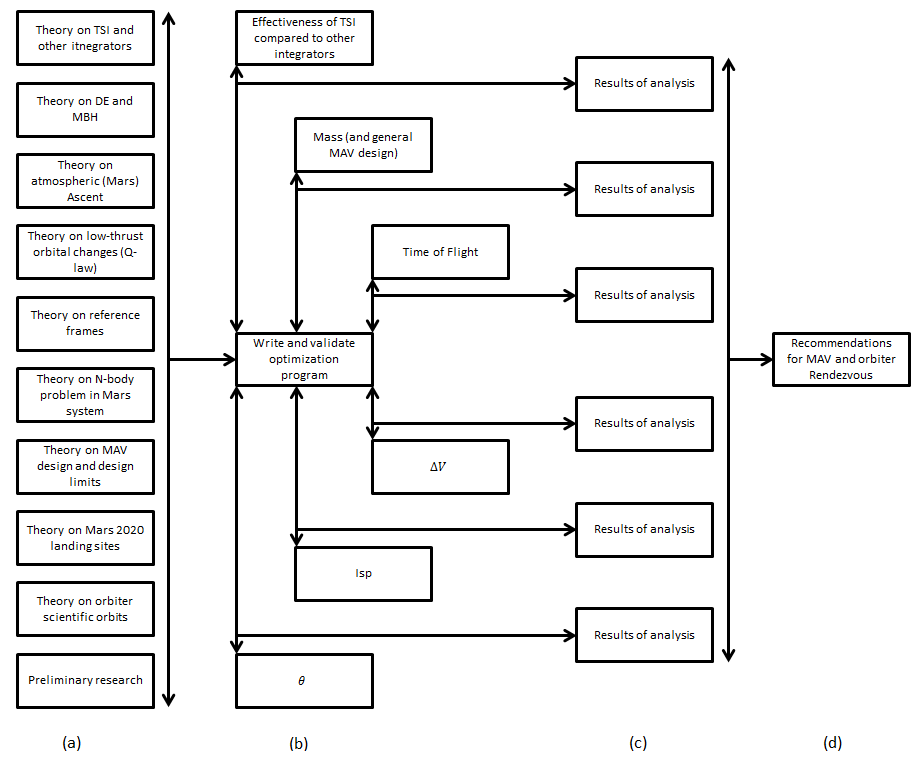 Theory on TSI and
other itnegrators
Theory on DE and
MBH
Theory on
atmospheric (Mars)
Ascent
Theory on low-thrust
orbital changes (Q-
law)
Theory on reference
frames
Theory on N-body
problem in Mars
system
Theory on MAV
design and design
limits
Theory on Mars 2020
landing sites
Theory on orbiter
scientific orbits
Preliminary research
(a)
Effectiveness of TSI
compared to other
integrators
Mass (and general
MAV design)
Time of Flight
Write and validate
optimization
program
ΔV
Isp
θ
(b)
Results of analysis
Results of analysis
Results of analysis
Results of analysis
Results of analysis
Results of analysis
(c)
Recommendations
for MAV and orbiter
Rendezvous
(d)